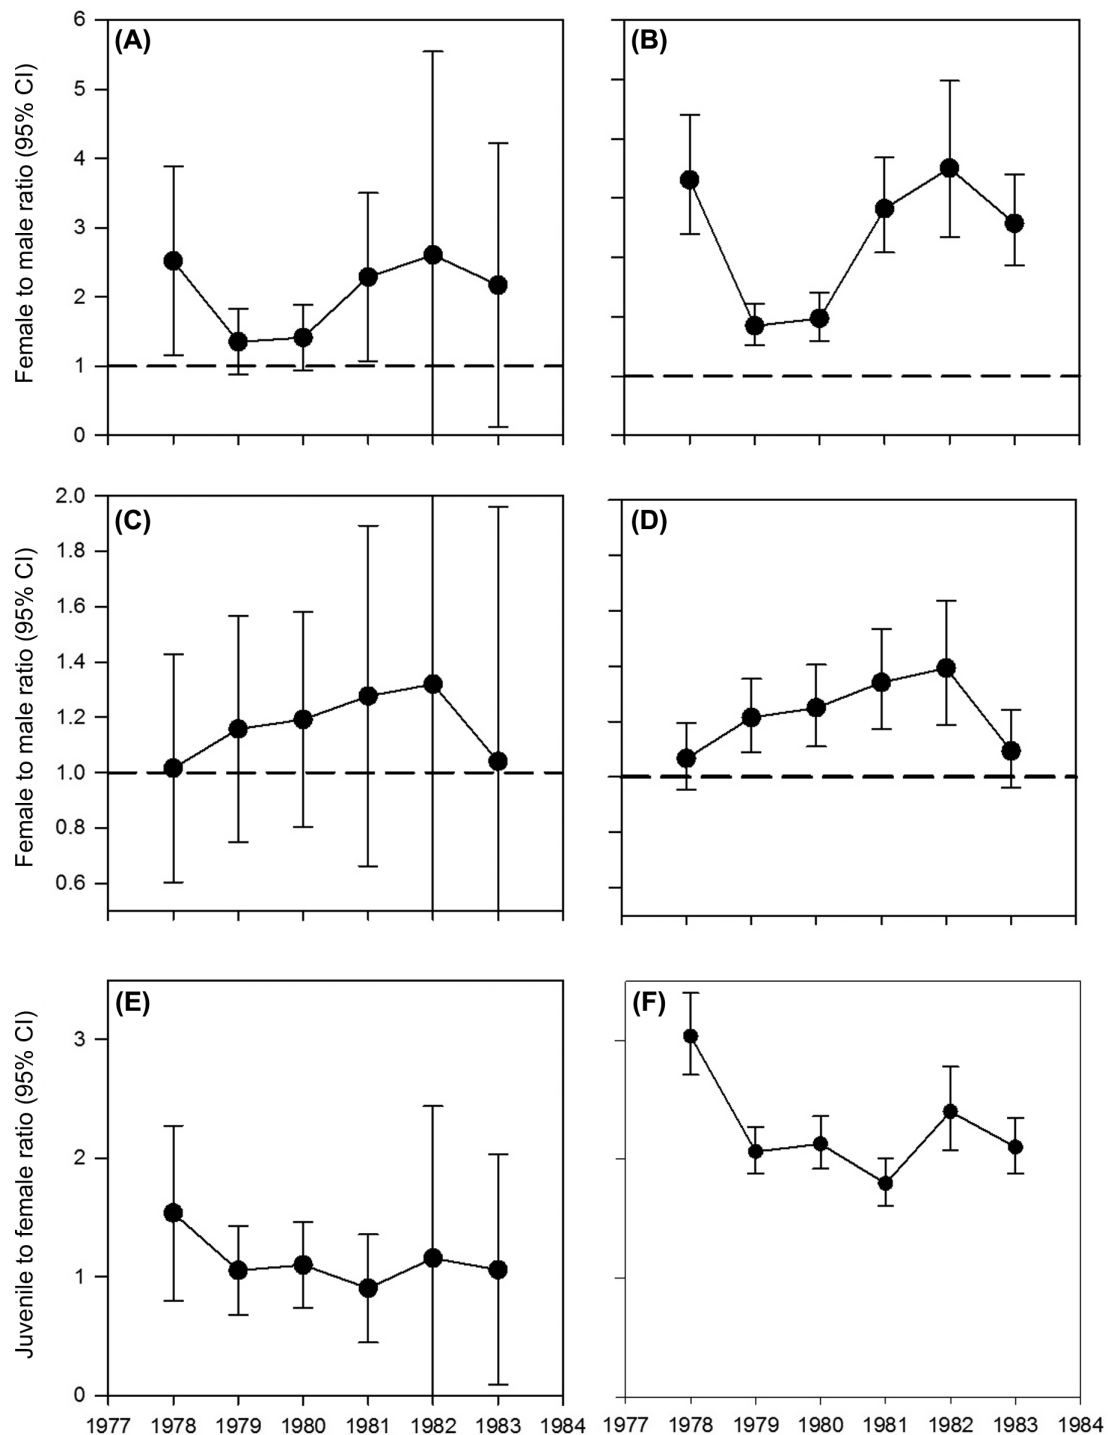 (A)
(B)
Female to male ratio (95% CI)
6
5
4
3
2
1
0
(C)
(D)
Female to male ratio (95% CI)
2.0
1.8
1.6
1.4
1.2
1.0
0.8
0.6
(E)
(F)
Juvenile to female ratio (95% CI)
3
2
1
0
1977 1978 1979 1980 1981 1982 1983 1984
1977 1978 1979 1980 1981 1982 1983 1984